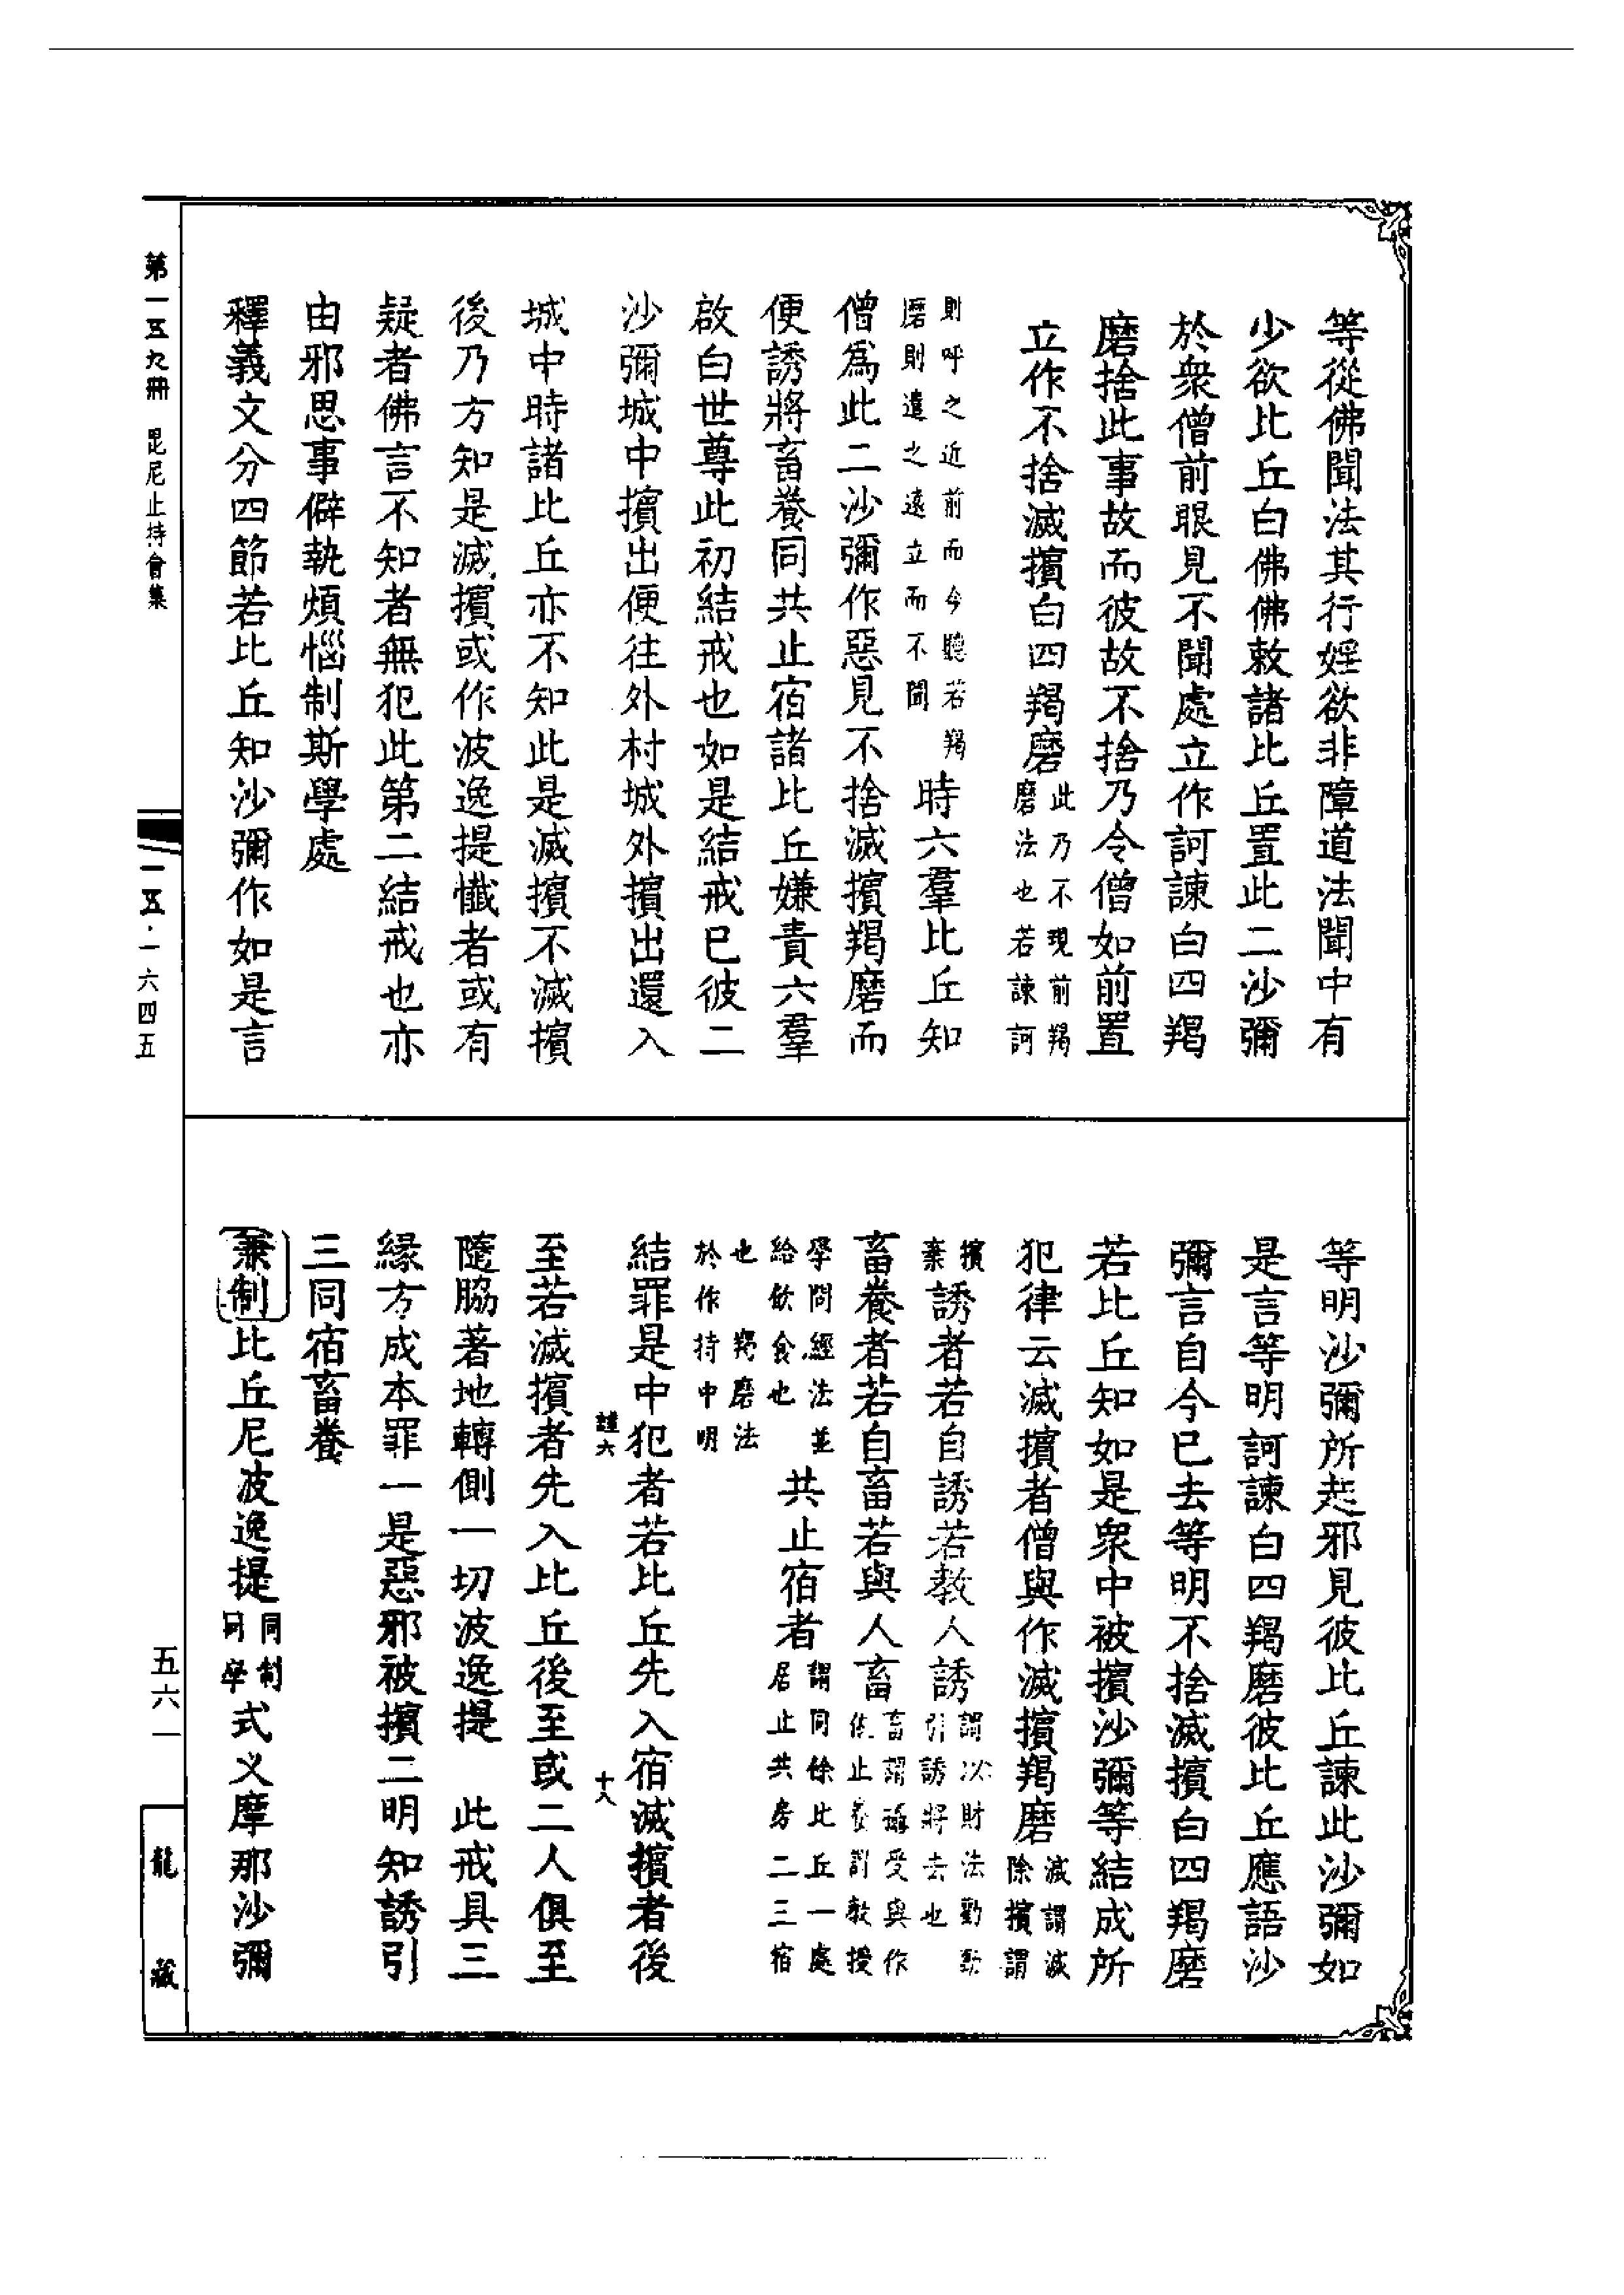 等從佛聞法其行婬欲非障道法聞中有
少欲比丘白佛佛敕諸比丘置此二沙彌
於衆僧前眼見不聞處立作訶諫白四羯
磨捨此事故而彼故不捨乃令僧如前置
立作不捨滅擯白四羯磨此乃不現前羯
磨法也若諫訶
則呼之近前而今聽若羯
磨則遣之遠立而不聞時六羣比丘知
僧爲此二沙彌作惡見不捨滅擯羯磨而
便誘將畜養同共止宿諸比丘嫌責六羣
啟白世尊此初結戒也如是結戒已彼二
沙彌城中擯出便往外村城外擯出還入
城中時諸比丘亦不知此是滅擯不滅擯
後乃方知是滅擯或作波逸提懺者或有
疑者佛言不知者無犯此第二結戒也亦
由邪思事僻執煩惱制斯學處
釋義文分四節若比丘知沙彌作如是言
等明沙彌所起邪見彼比丘諫此沙彌如
是言等明訶諫白四羯磨彼比丘應語沙
彌言自今已去等明不捨滅擯白四羯磨
若比丘知如是衆中被擯沙彌等結成所
犯律云滅擯者僧與作滅擯羯磨滅謂滅
除擯謂
擯
棄誘者若自誘若教人誘謂以財法勸勁
引誘將去也
畜養者若自畜若與人畜畜謂攝受與作
依止養謂教授
學問經法並
給飲食也共止宿者謂同餘比丘一處
居止共房二三宿
也羯磨法
於作持中明
結罪是中犯者若比丘先入宿滅擯者後
謹六
十八
至若滅擯者先入比丘後至或二人俱至
隨脇著地轉側一切波逸提 此戒具三
緣方成本罪一是惡邪被擯二明知誘引
三同宿畜養
兼制比丘尼波逸提同制
同學式义摩那沙彌
第一五九冊 毘尼止持會集
一五·一六四五
五六一
龍藏